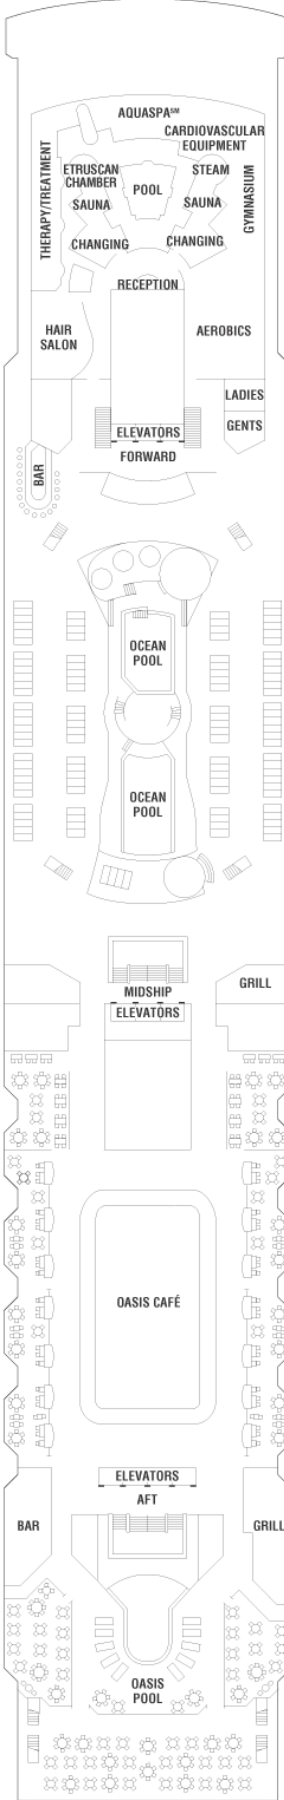 AQUASPA℠
CARDIOVASCULAR
EQUIPMENT
THERAPY/TREATMENT
ETRUSCAN
CHAMBER
POOL
STEAM
SAUNA
SAUNA
GYMNASIUM
CHANGING
CHANGING
RECEPTION
HAIR
SALON
AEROBICS
LADIES
GENTS
ELEVATORS
FORWARD
BAR
OCEAN
POOL
OCEAN
POOL
GRILL
MIDSHIP
ELEVATORS
OASIS CAFÉ
ELEVATORS
AFT
BAR
GRILL
OASIS
POOL